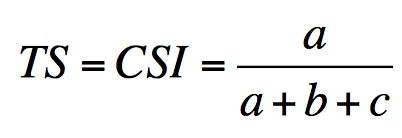 TS = CSI = a / (a + b + c)